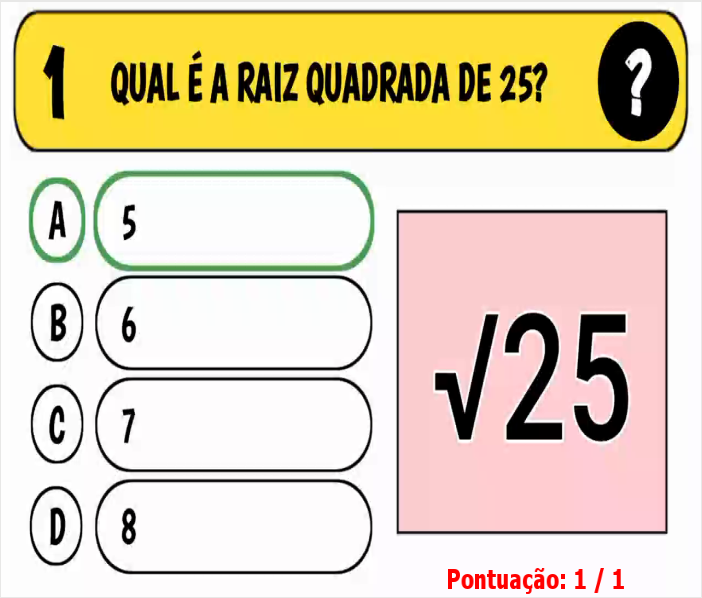 1 QUAL É A RAIZ QUADRADA DE 25? ?
A 5
B 6
C 7
D 8
√25
Pontuação: 1 / 1